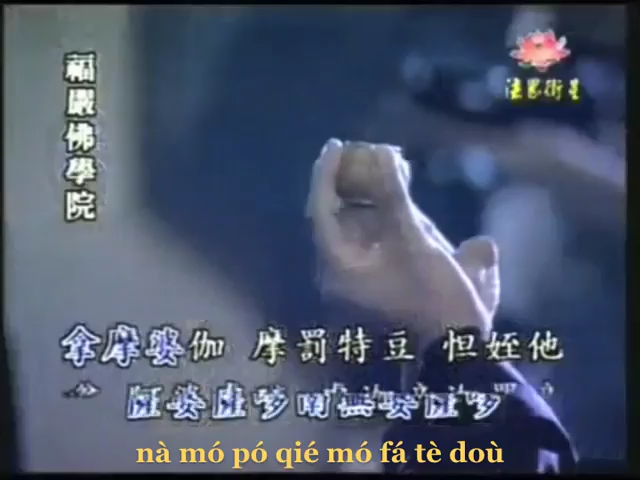 福嚴佛學院
法界衛星
拿摩婆伽 摩罰特豆 怛姪他
nà mó pó qié mó fá tè doù